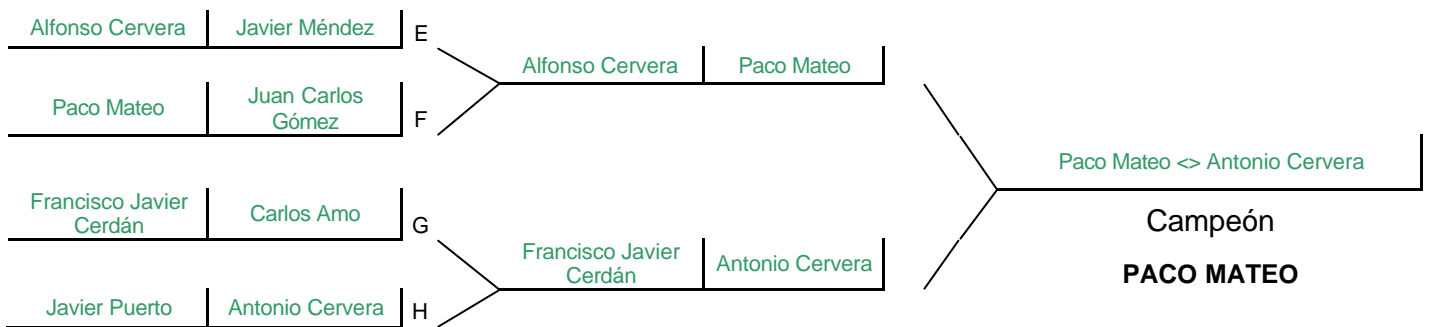 Alfonso Cervera Javier Méndez E
Alfonso Cervera Paco Mateo
Paco Mateo Juan Carlos
Gómez F
Paco Mateo <> Antonio Cervera
Francisco Javier
Cerdán Carlos Amo G
Campeón
Francisco Javier
Cerdán Antonio Cervera
PACO MATEO
Javier Puerto Antonio Cervera H